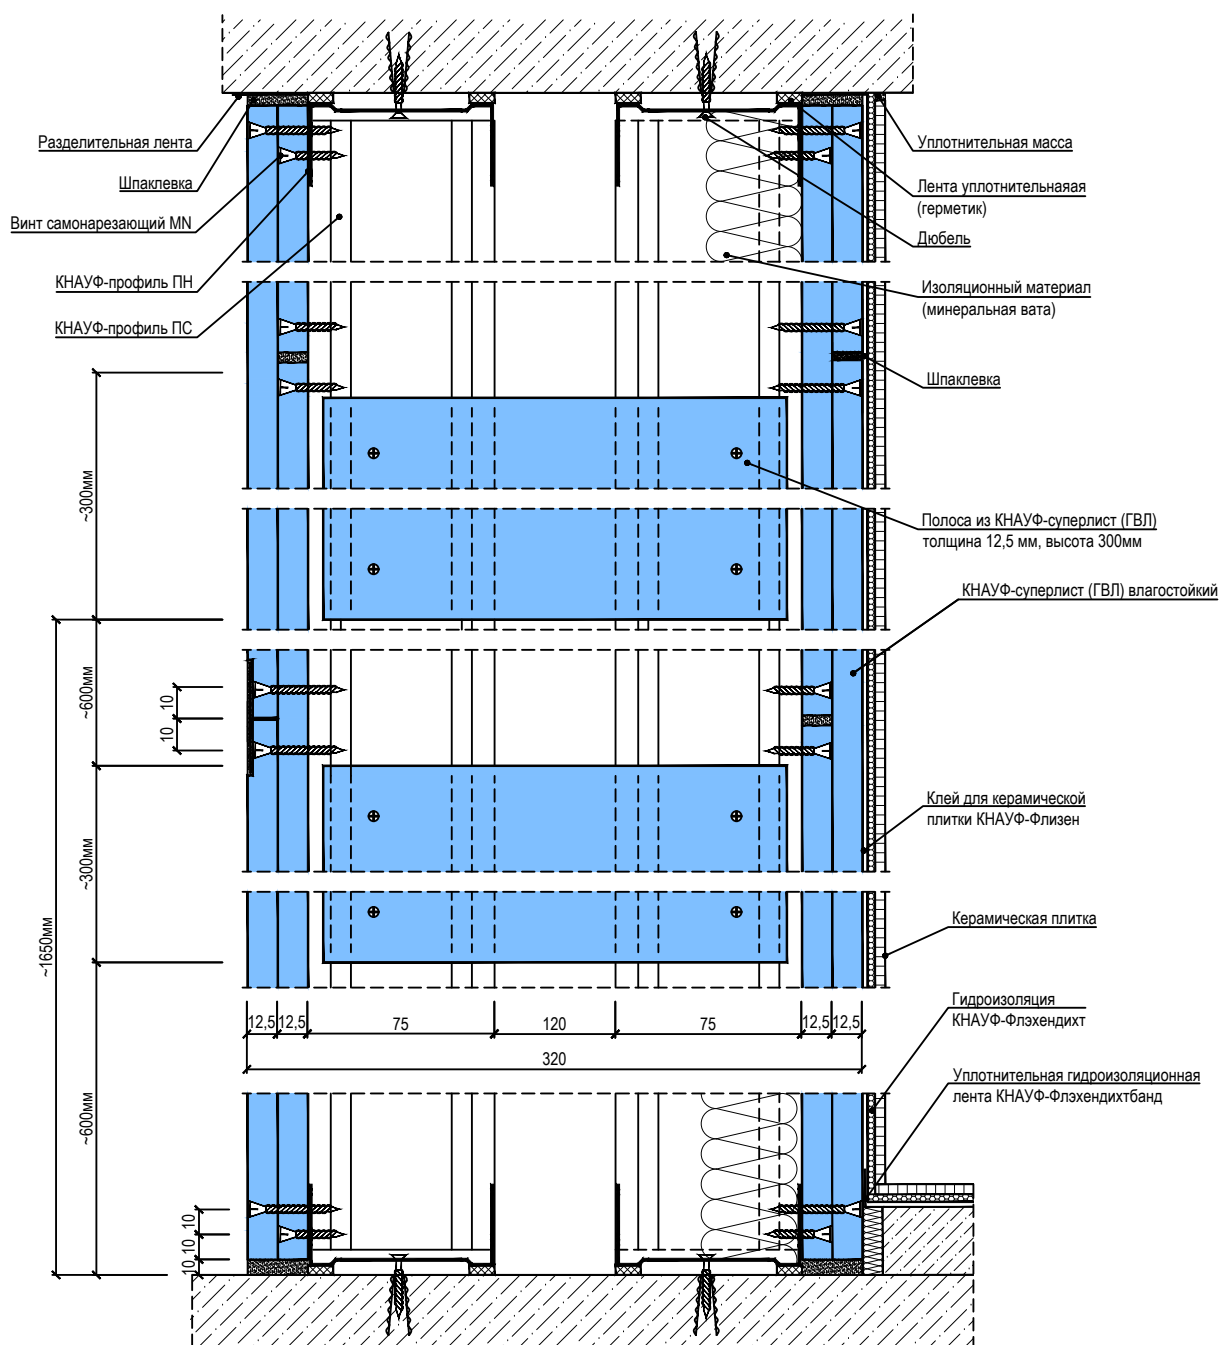 Разделительная лента
Шпаклевка
Винт самонарезающий MN
КНАУФ-профиль ПН
КНАУФ-профиль ПС
Уплотнительная масса
Лента уплотнительнаяая
(герметик)
Дюбель
Изоляционный материал
(минеральная вата)
Шпаклевка
Полоса из КНАУФ-суперлист (ГВЛ)
толщина 12,5 мм, высота 300мм
КНАУФ-суперлист (ГВЛ) влагостойкий
Клей для керамической
плитки КНАУФ-Флизен
Керамическая плитка
Гидроизоляция
КНАУФ-Флэхендихт
Уплотнительная гидроизоляционная
лента КНАУФ-Флэхендихтбанд
~300мм
~600мм
10
10
~300мм
~1650мм
~600мм
10
10
10
12,5
12,5
75
120
75
12,5
12,5
320